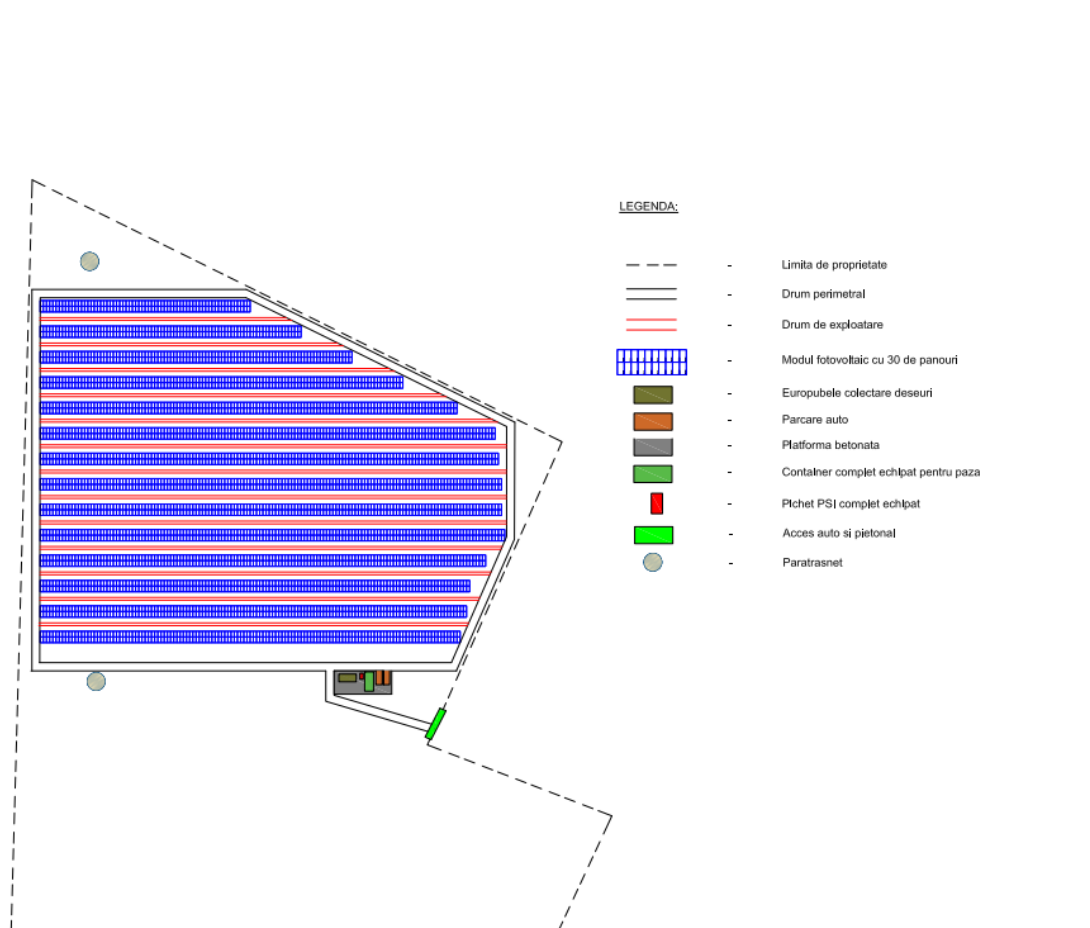 LEGENDA:
- Limita de proprietate
- Drum perimetral
- Drum de exploatare
- Modul fotovoltaic cu 30 de panouri
- Europubele colectare deseuri
- Parcare auto
- Platforma betonata
- Container complet echipat pentru paza
- Pichet PSI complet echipat
- Acces auto si pietonal
- Paratrasnet